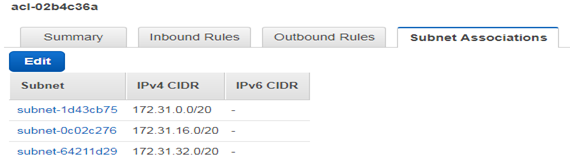 acl-02b4c36a
Summary Inbound Rules Outbound Rules Subnet Associations
Edit
Subnet IPv4 CIDR IPv6 CIDR
subnet-1d43cb75 172.31.0.0/20 -
subnet-0c02c276 172.31.16.0/20 -
subnet-64211d29 172.31.32.0/20 -